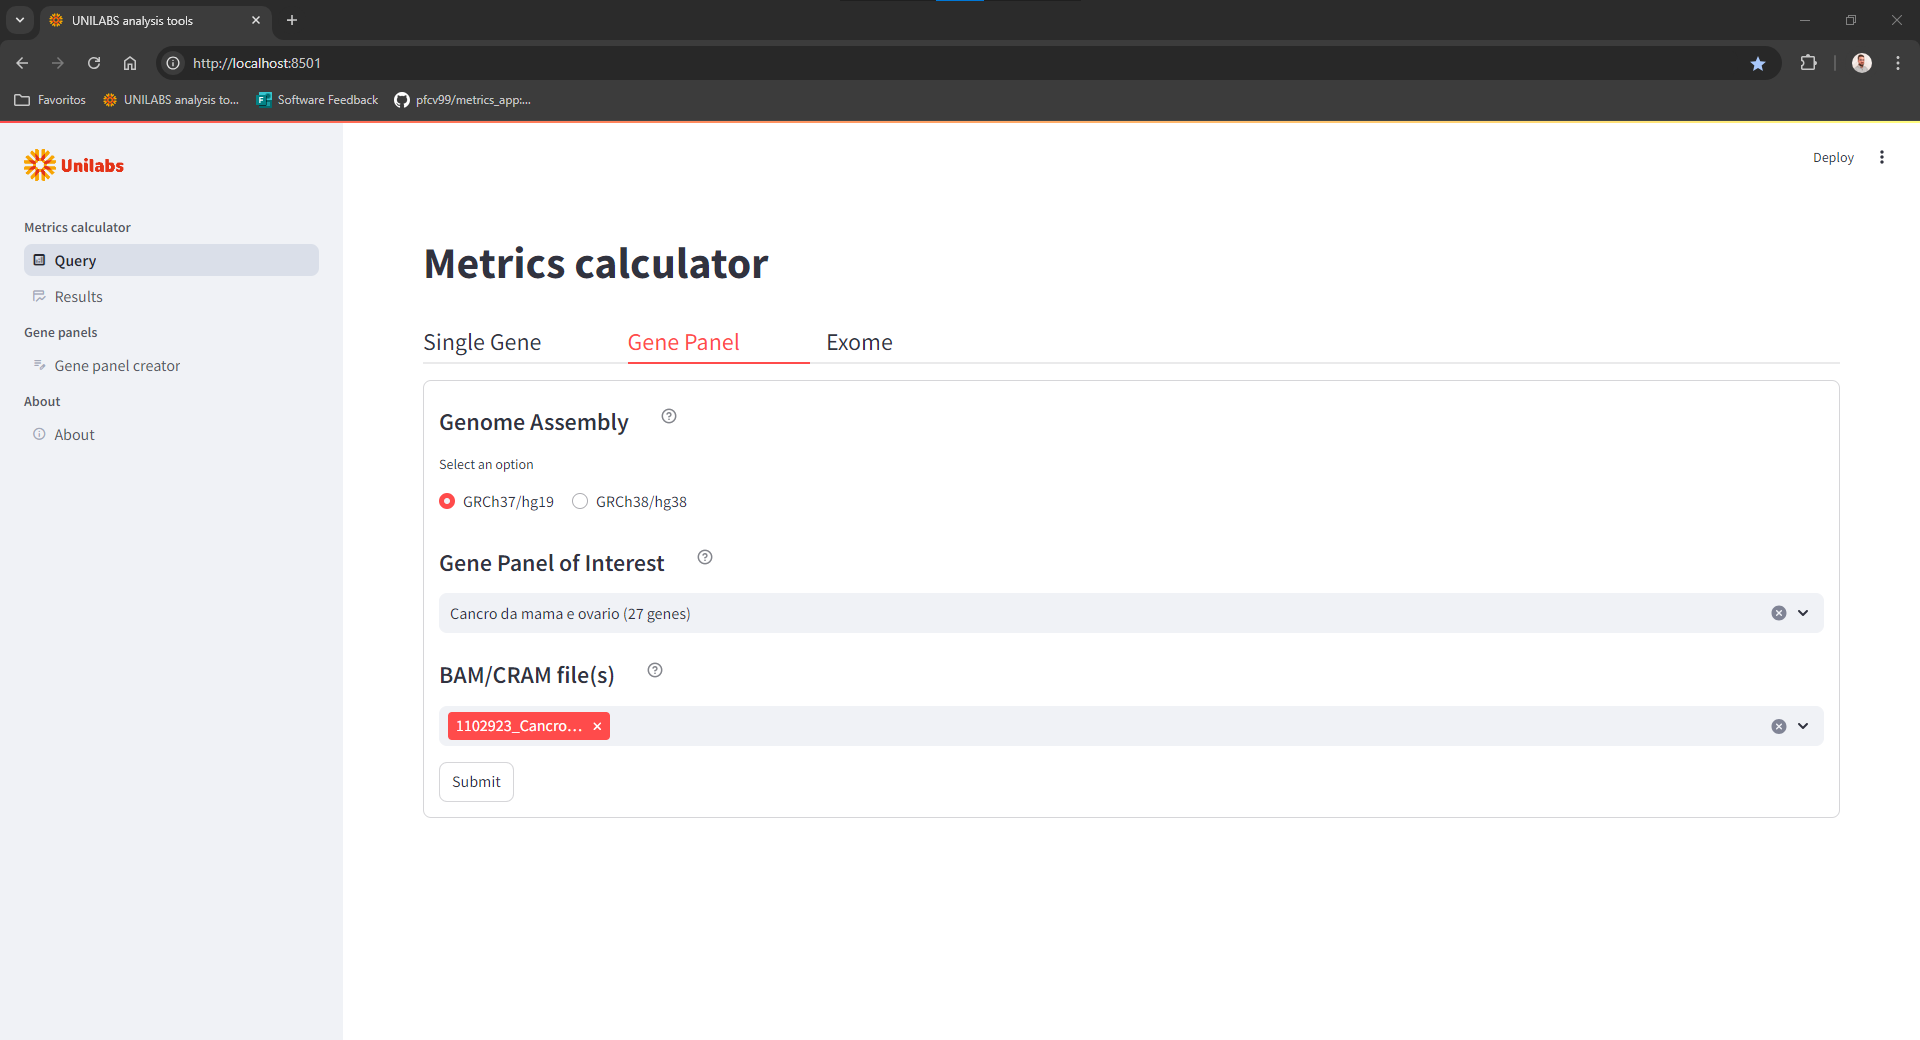 UNILABS analysis tools
http://localhost:8501
Favoritos
UNILABS analysis to...
Software Feedback
pfcv99/metrics_app:...
Unilabs
Deploy
Metrics calculator
Query
Results
Gene panels
Gene panel creator
About
About
Metrics calculator
Single Gene
Gene Panel
Exome
Genome Assembly
Select an option
GRCh37/hg19
GRCh38/hg38
Gene Panel of Interest
Cancro da mama e ovario (27 genes)
BAM/CRAM file(s)
1102923_Cancro...
Submit